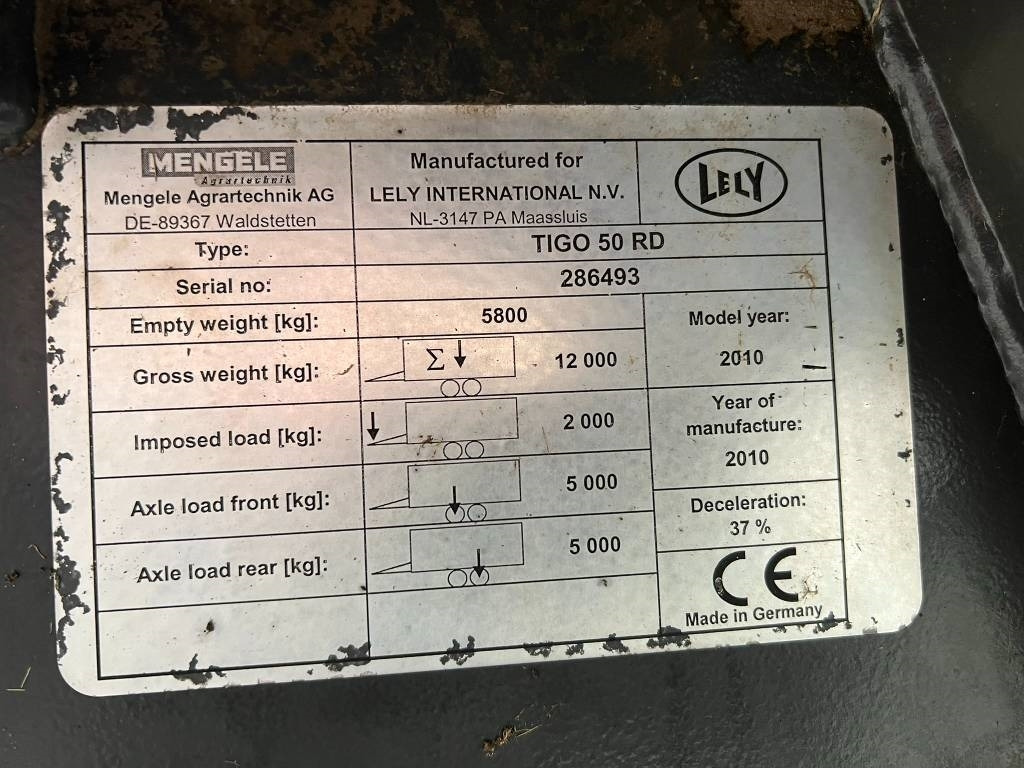 MENGELE
Agrartechnik
Mengele Agrartechnik AG
DE-89367 Waldstetten
Manufactured for
LELY INTERNATIONAL N.V.
NL-3147 PA Maassluis
LELY
Type: TIGO 50 RD
Serial no: 286493
Empty weight [kg]: 5800
Gross weight [kg]: Σ 12 000
Imposed load [kg]: 2 000
Axle load front [kg]: 5 000
Axle load rear [kg]: 5 000
Model year:
2010
Year of
manufacture:
2010
Deceleration:
37 %
CE
Made in Germany